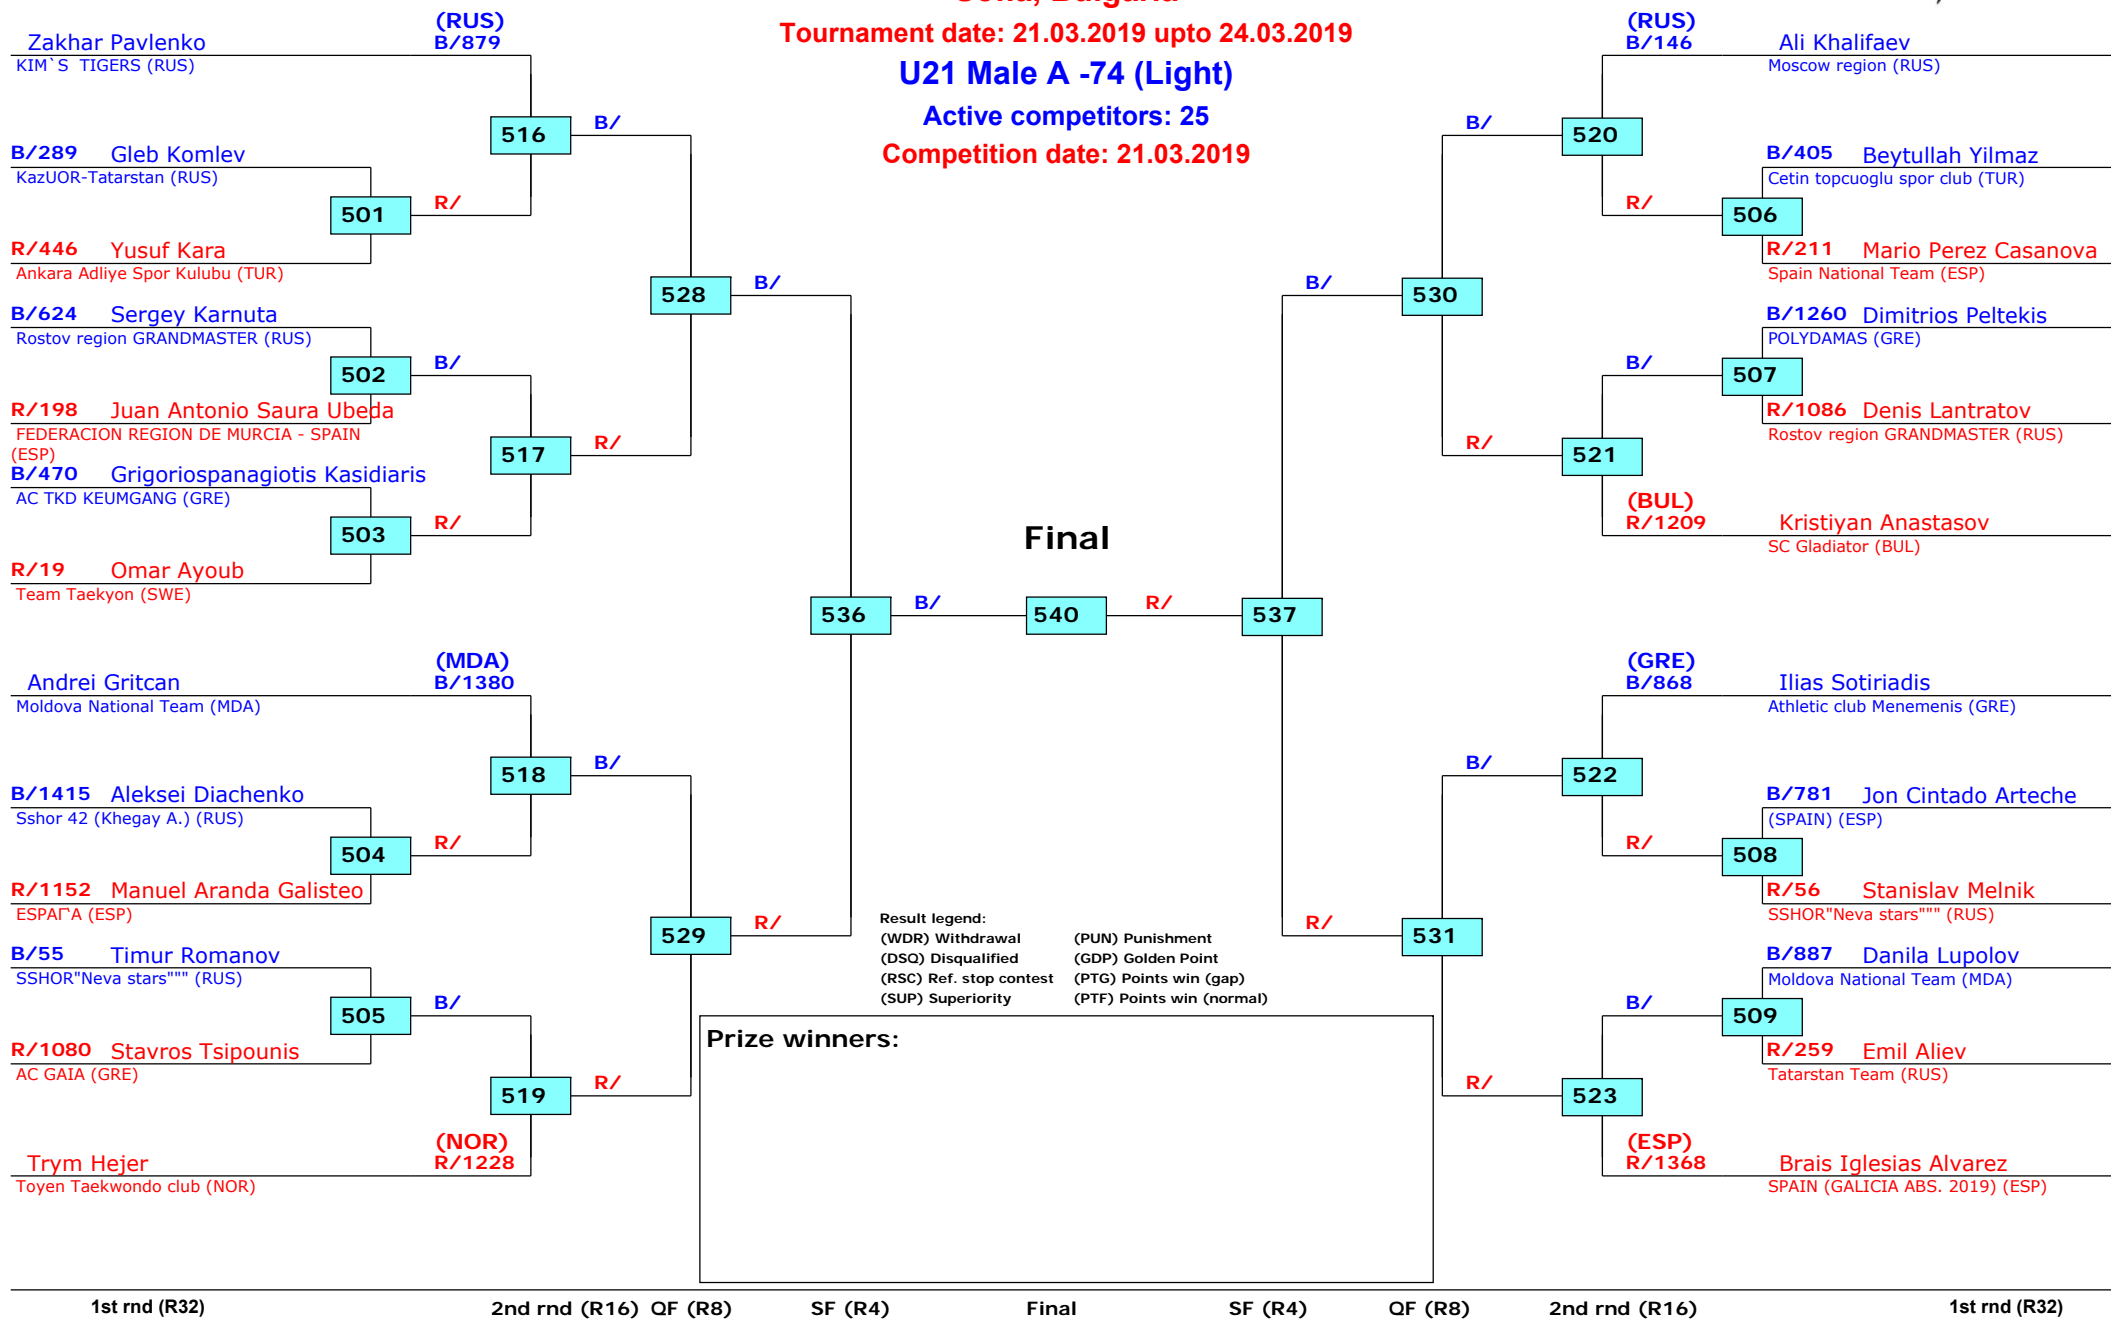 Sofia, Bulgaria
Tournament date: 21.03.2019 upto 24.03.2019
U21 Male A -74 (Light)
Active competitors: 25
Competition date: 21.03.2019
(RUS)
Zakhar Pavlenko B/879
KIM`S TIGERS (RUS)
516
B/
B/289 Gleb Komlev
KazUOR-Tatarstan (RUS)
501
R/
R/446 Yusuf Kara
Ankara Adliye Spor Kulubu (TUR)
528
B/
B/624 Sergey Karnuta
Rostov region GRANDMASTER (RUS)
502
B/
R/198 Juan Antonio Saura Ubeda
FEDERACION REGION DE MURCIA - SPAIN
(ESP)
517
R/
B/470 Grigoriospanagiotis Kasidiaris
AC TKD KEUMGANG (GRE)
503
R/
R/19 Omar Ayoub
Team Taekyon (SWE)
536
B/
(MDA)
Andrei Gritcan B/1380
Moldova National Team (MDA)
518
B/
B/1415 Aleksei Diachenko
Sshor 42 (Khegay A.) (RUS)
504
R/
R/1152 Manuel Aranda Galisteo
ESPAГ'A (ESP)
529
R/
B/55 Timur Romanov
SSHOR"Neva stars""" (RUS)
505
B/
R/1080 Stavros Tsipounis
AC GAIA (GRE)
519
R/
(NOR)
Trym Hejer R/1228
Toyen Taekwondo club (NOR)
Final
540
R/
537
(RUS)
B/146 Ali Khalifaev
Moscow region (RUS)
B/
520
B/405 Beytullah Yilmaz
Cetin topcuoglu spor club (TUR)
R/
506
R/211 Mario Perez Casanova
Spain National Team (ESP)
B/
530
B/1260 Dimitrios Peltekis
POLYDAMAS (GRE)
B/
507
R/1086 Denis Lantratov
Rostov region GRANDMASTER (RUS)
R/
521
(BUL)
R/1209 Kristiyan Anastasov
SC Gladiator (BUL)
(GRE)
B/868 Ilias Sotiriadis
Athletic club Menemenis (GRE)
B/
522
B/781 Jon Cintado Arteche
(SPAIN) (ESP)
R/
508
R/56 Stanislav Melnik
SSHOR"Neva stars""" (RUS)
R/
531
B/887 Danila Lupolov
Moldova National Team (MDA)
B/
509
R/259 Emil Aliev
Tatarstan Team (RUS)
R/
523
(ESP)
R/1368 Brais Iglesias Alvarez
SPAIN (GALICIA ABS. 2019) (ESP)
Result legend:
(WDR) Withdrawal (PUN) Punishment
(DSQ) Disqualified (GDP) Golden Point
(RSC) Ref. stop contest (PTG) Points win (gap)
(SUP) Superiority (PTF) Points win (normal)
Prize winners:
1st rnd (R32) 2nd rnd (R16) QF (R8) SF (R4) Final SF (R4) QF (R8) 2nd rnd (R16) 1st rnd (R32)